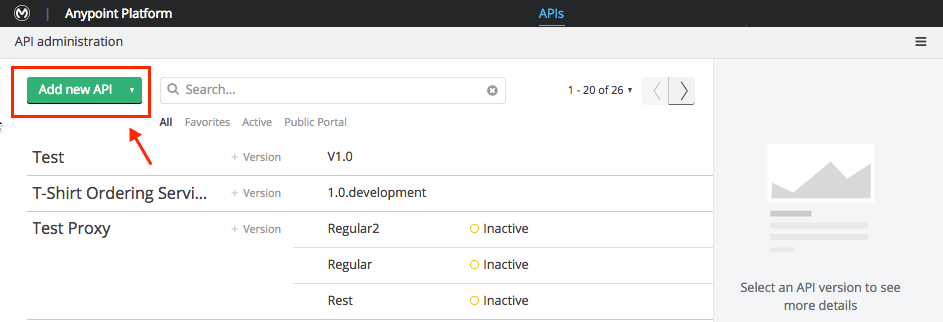 Anypoint Platform APIs
API administration
Add new API Search... 1 - 20 of 26
All Favorites Active Public Portal
Test + Version V1.0
T-Shirt Ordering Servi... + Version 1.0.development
Test Proxy + Version Regular2 Inactive
Regular Inactive
Rest Inactive
Select an API version to see
more details